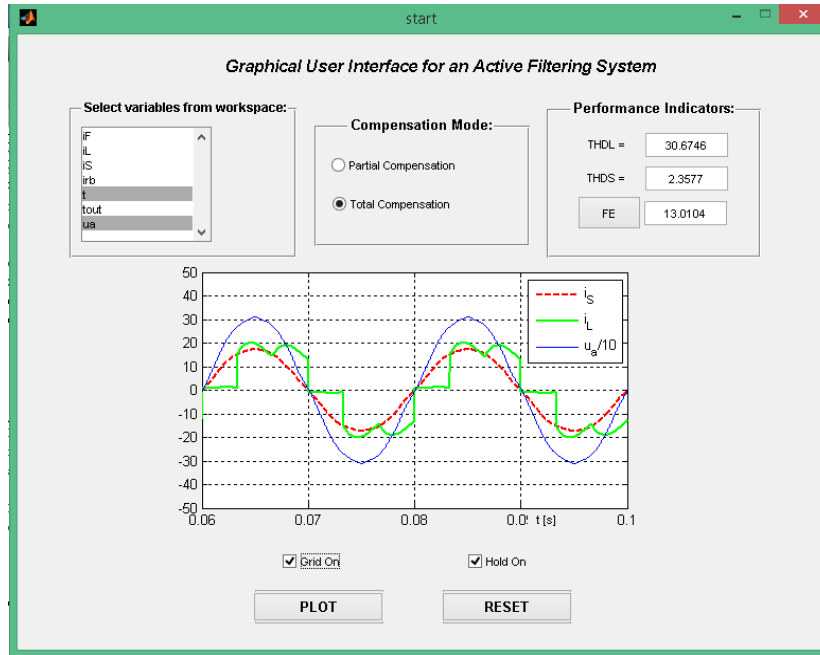 start
Graphical User Interface for an Active Filtering System
Select variables from workspace:
iF
iL
iS
irb
t
tout
ua
Compensation Mode:
Partial Compensation
Total Compensation
Performance Indicators:
THDL =
30.6746
THDS =
2.3577
FE
13.0104
50
40
30
20
10
0
-10
-20
-30
-40
-50
i_S
i_L
u_a/10
0.06
0.07
0.08
t [s]
0.1
Grid On
Hold On
PLOT
RESET